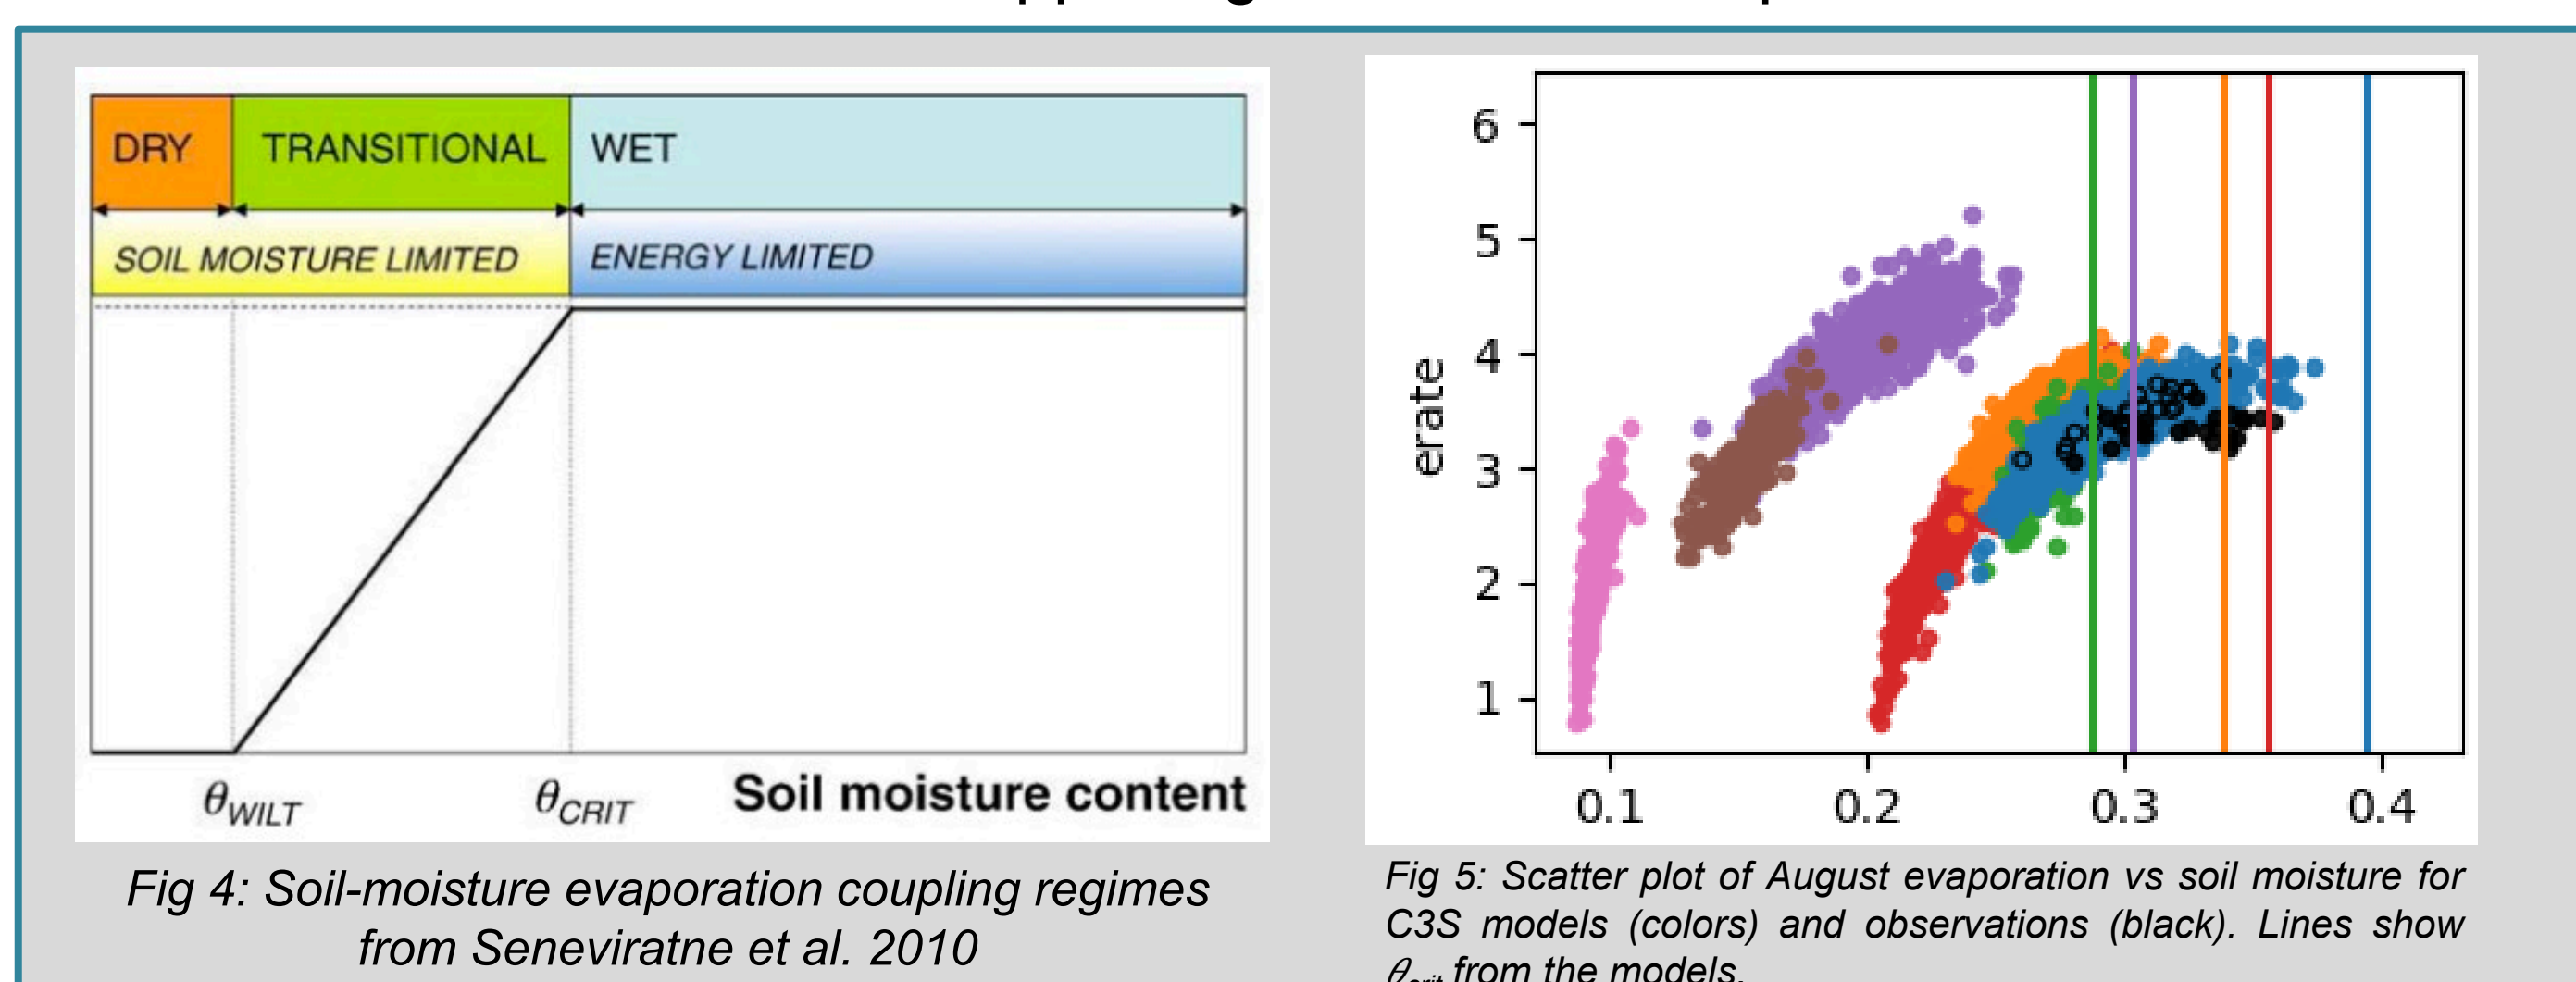 DRY TRANSITIONAL WET
SOIL MOISTURE LIMITED ENERGY LIMITED
θWILT θCRIT Soil moisture content
Fig 4: Soil-moisture evaporation coupling regimes
from Seneviratne et al. 2010
6
5
4
3
2
1
erate
0.1 0.2 0.3 0.4
Fig 5: Scatter plot of August evaporation vs soil moisture for
C3S models (colors) and observations (black). Lines show
θcrit from the models.